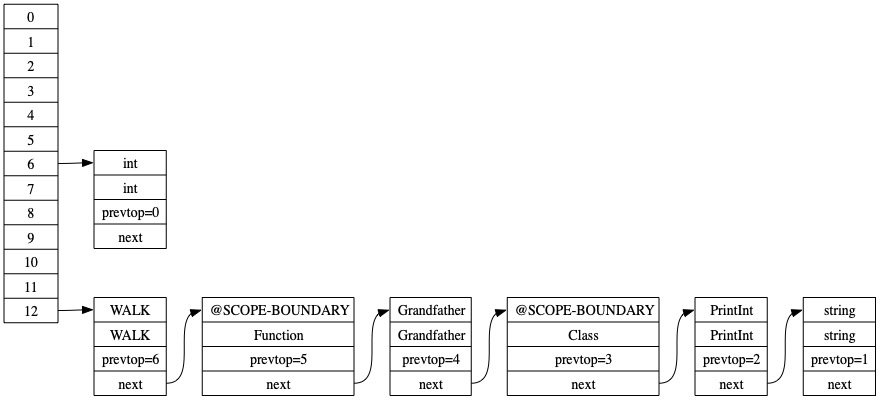 0
1
2
3
4
5
6
7
8
9
10
11
12
int
int
prevtop=0
next
WALK
WALK
prevtop=6
next
@SCOPE-BOUNDARY
Function
prevtop=5
next
Grandfather
Grandfather
prevtop=4
next
@SCOPE-BOUNDARY
Class
prevtop=3
next
PrintInt
PrintInt
prevtop=2
next
string
string
prevtop=1
next